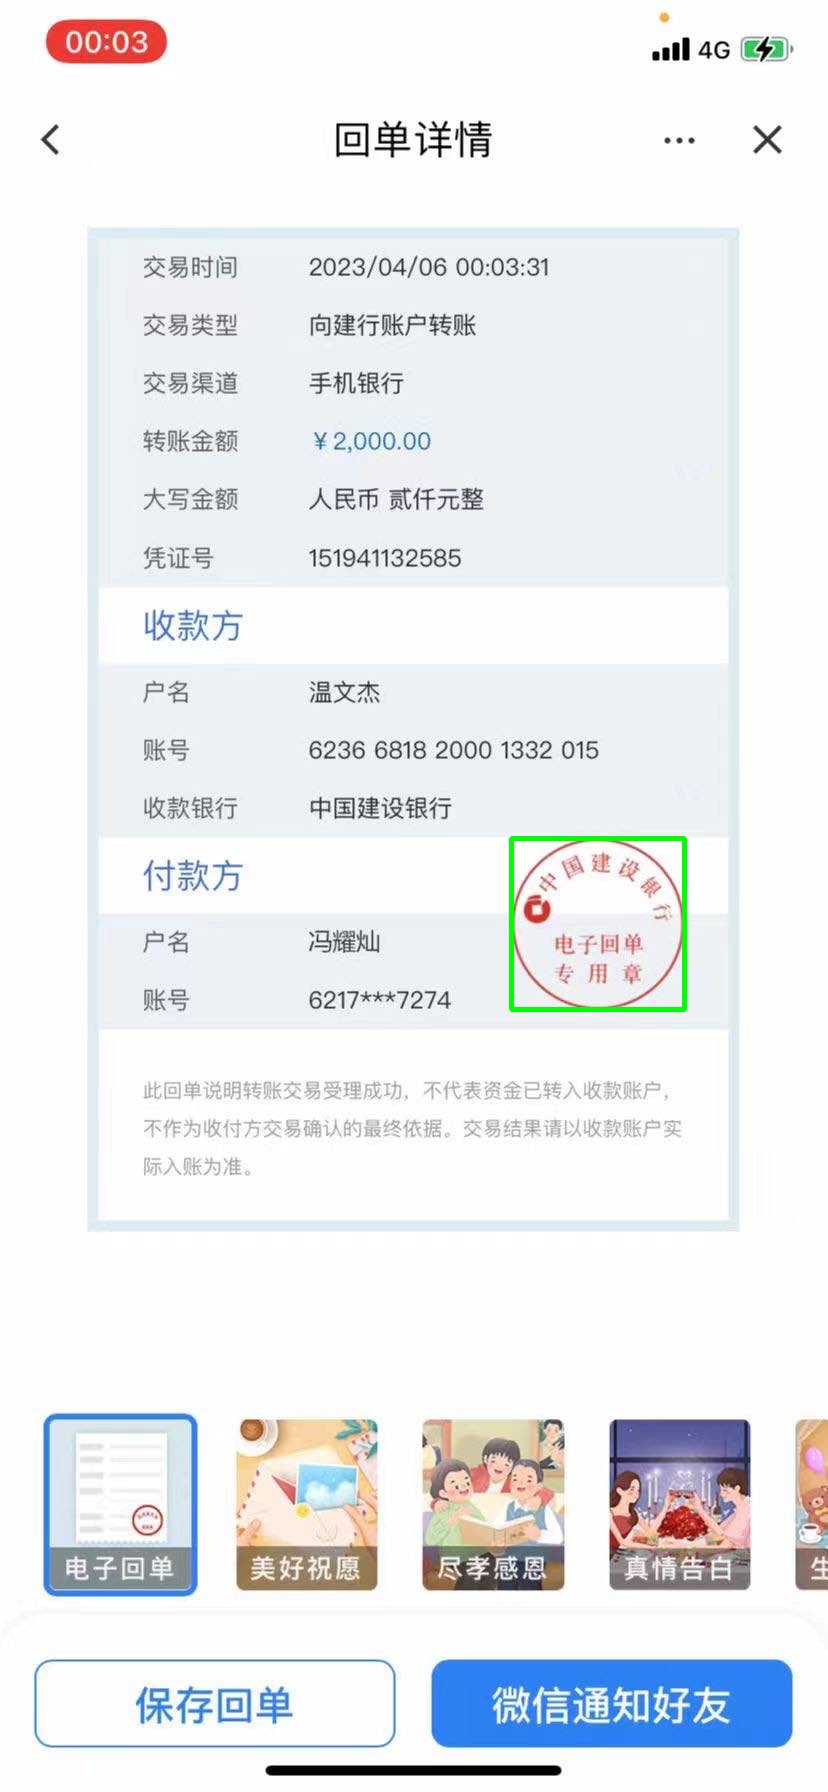 00:03
4G
回单详情
交易时间 2023/04/06 00:03:31
交易类型 向建行账户转账
交易渠道 手机银行
转账金额 ¥2,000.00
大写金额 人民币 贰仟元整
凭证号 151941132585
收款方
户名 温文杰
账号 6236 6818 2000 1332 015
收款银行 中国建设银行
付款方
中国建设银行
电子回单
专用章
户名 冯耀灿
账号 6217***7274
此回单说明转账交易受理成功，不代表资金已转入收款账户，
不作为收付方交易确认的最终依据。交易结果请以收款账户实
际入账为准。
电子回单 美好祝愿 尽孝感恩 真情告白
保存回单 微信通知好友